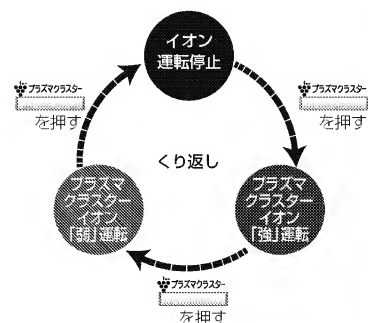 イオン
運転停止
プラズマクラスター
を押す
プラズマクラスター
を押す
くり返し
プラズマ
クラスター
イオン
「弱」運転
プラズマ
クラスター
イオン
「強」運転
プラズマクラスター
を押す